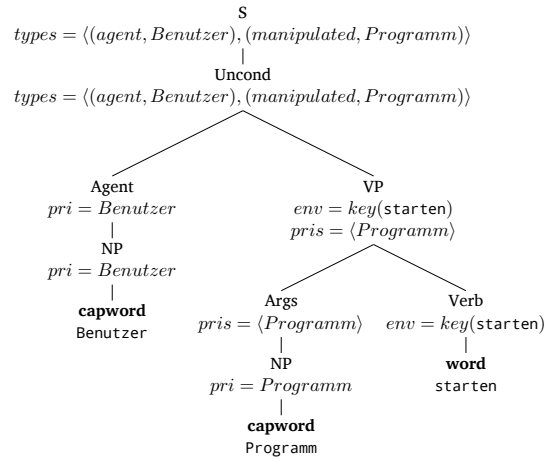 S
types = ⟨(agent, Benutzer), (manipulated, Programm)⟩
Uncond
types = ⟨(agent, Benutzer), (manipulated, Programm)⟩
Agent
pri = Benutzer
NP
pri = Benutzer
capword
Benutzer
VP
env = key(starten)
pris = ⟨Programm⟩
Args
pris = ⟨Programm⟩
NP
pri = Programm
capword
Programm
Verb
env = key(starten)
word
starten